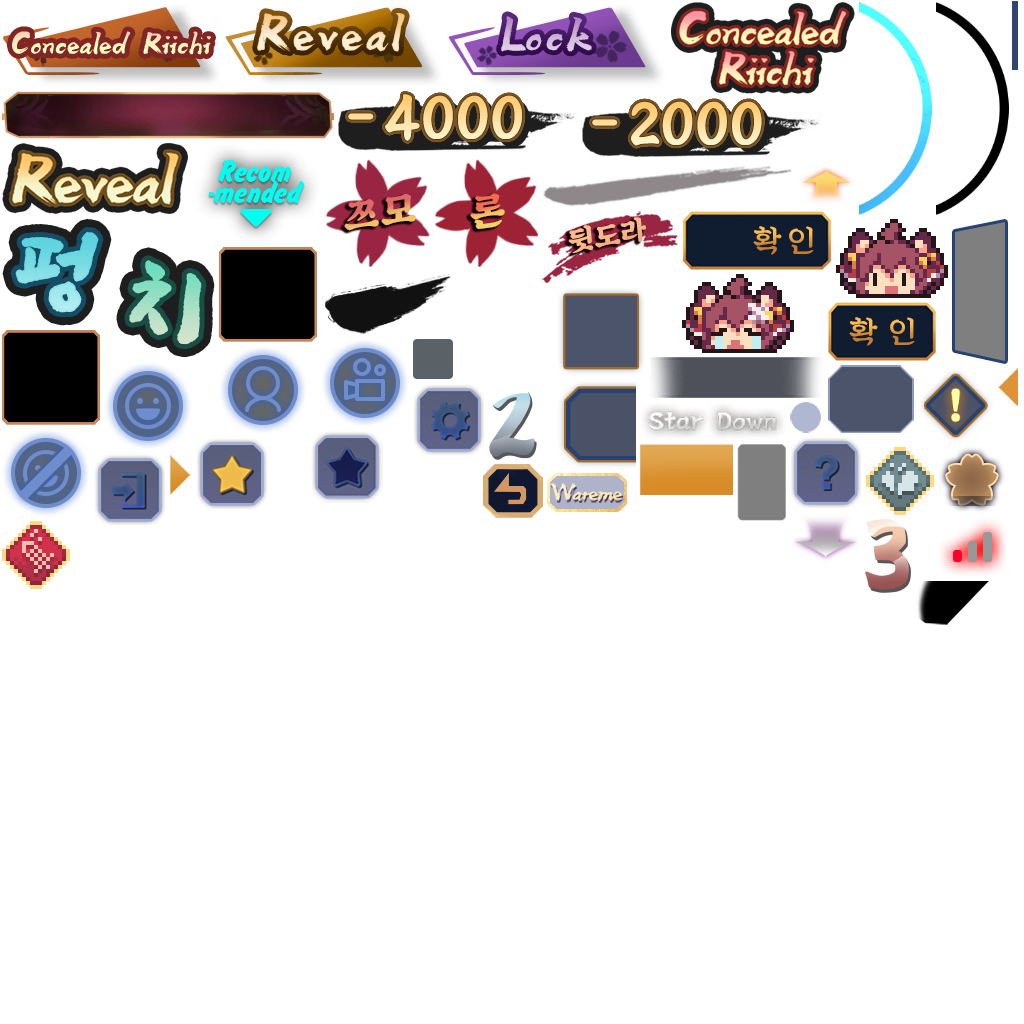 Concealed Riichi
Reveal
Lock
Concealed
Riichi
-4000
-2000
Reveal
Recom
-mended
쯔모
론
뒷도라
확인
펑
치
확인
Star Down
2
Wareme
?
!
3